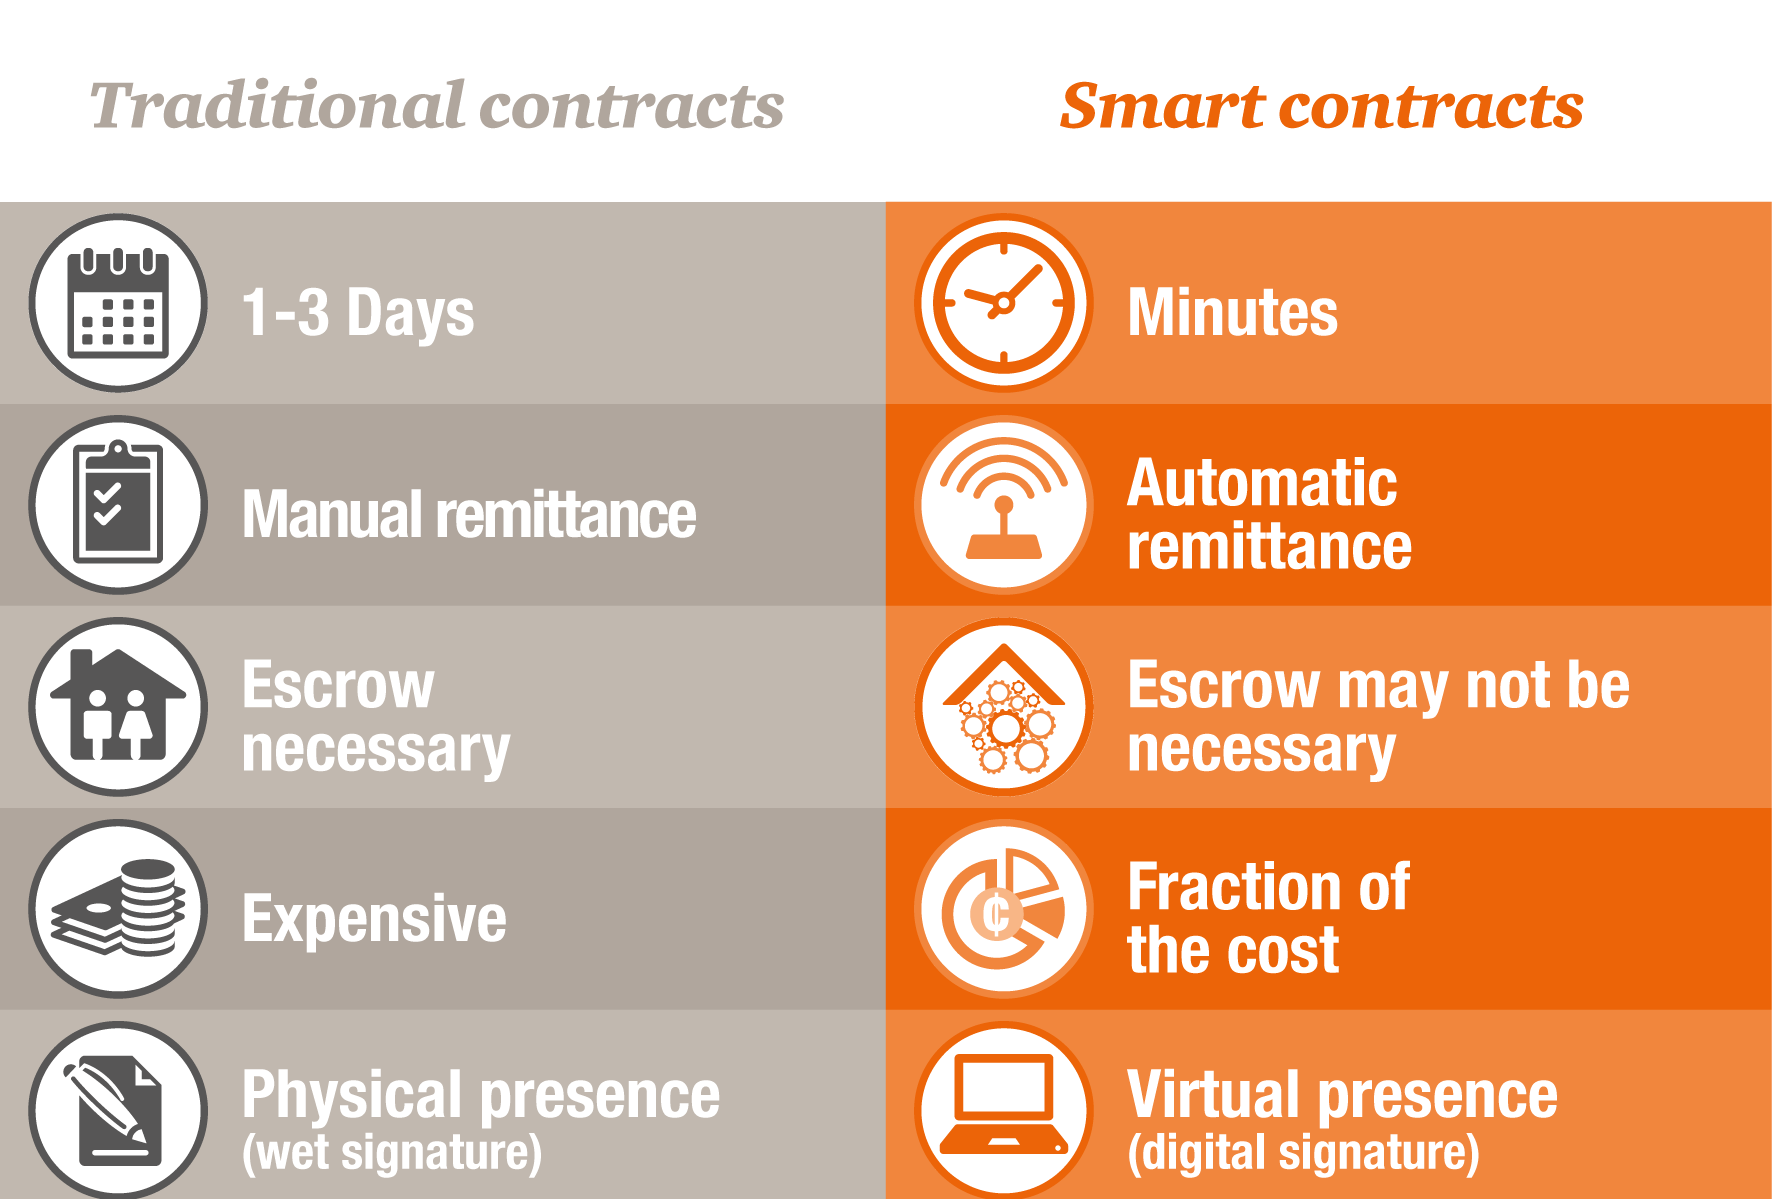 Traditional contracts
Smart contracts
1-3 Days
Minutes
Manual remittance
Automatic
remittance
Escrow
necessary
Escrow may not be
necessary
Expensive
Fraction of
the cost
¢
Physical presence
(wet signature)
Virtual presence
(digital signature)